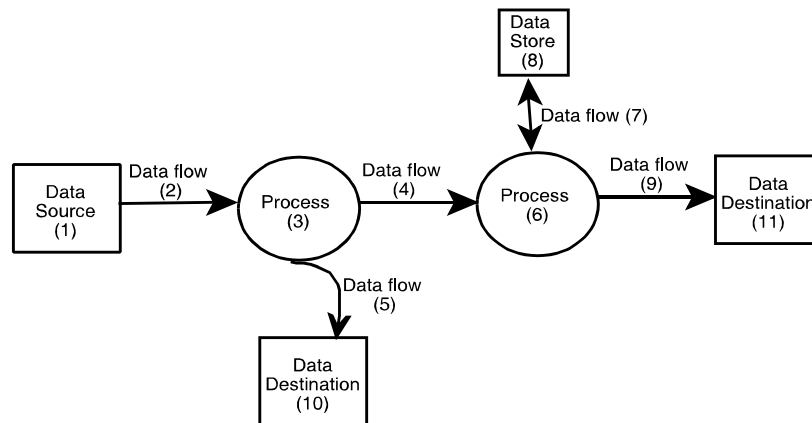 Data
Store
(8)
Data flow (7)
Data flow
(2)
Data flow
(4)
Data flow
(9)
Data
Source
(1)
Process
(3)
Process
(6)
Data
Destination
(11)
Data flow
(5)
Data
Destination
(10)